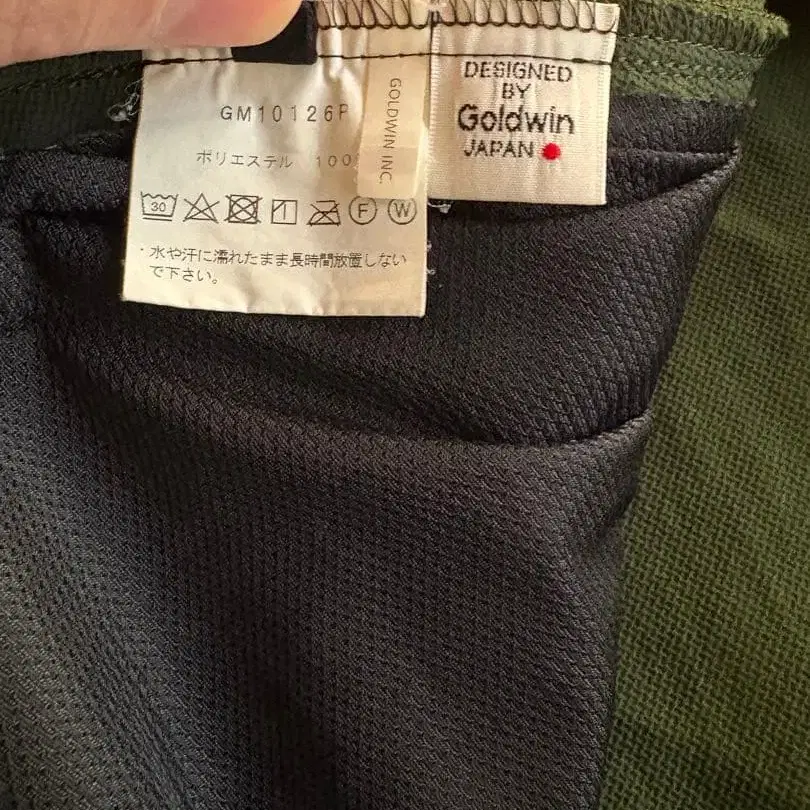 GM10126P
ポリエステル 100
30
F
W
・水や汗に濡れたまま長時間放置しない
で下さい。
GOLDWIN INC.
DESIGNED
BY
Goldwin
JAPAN